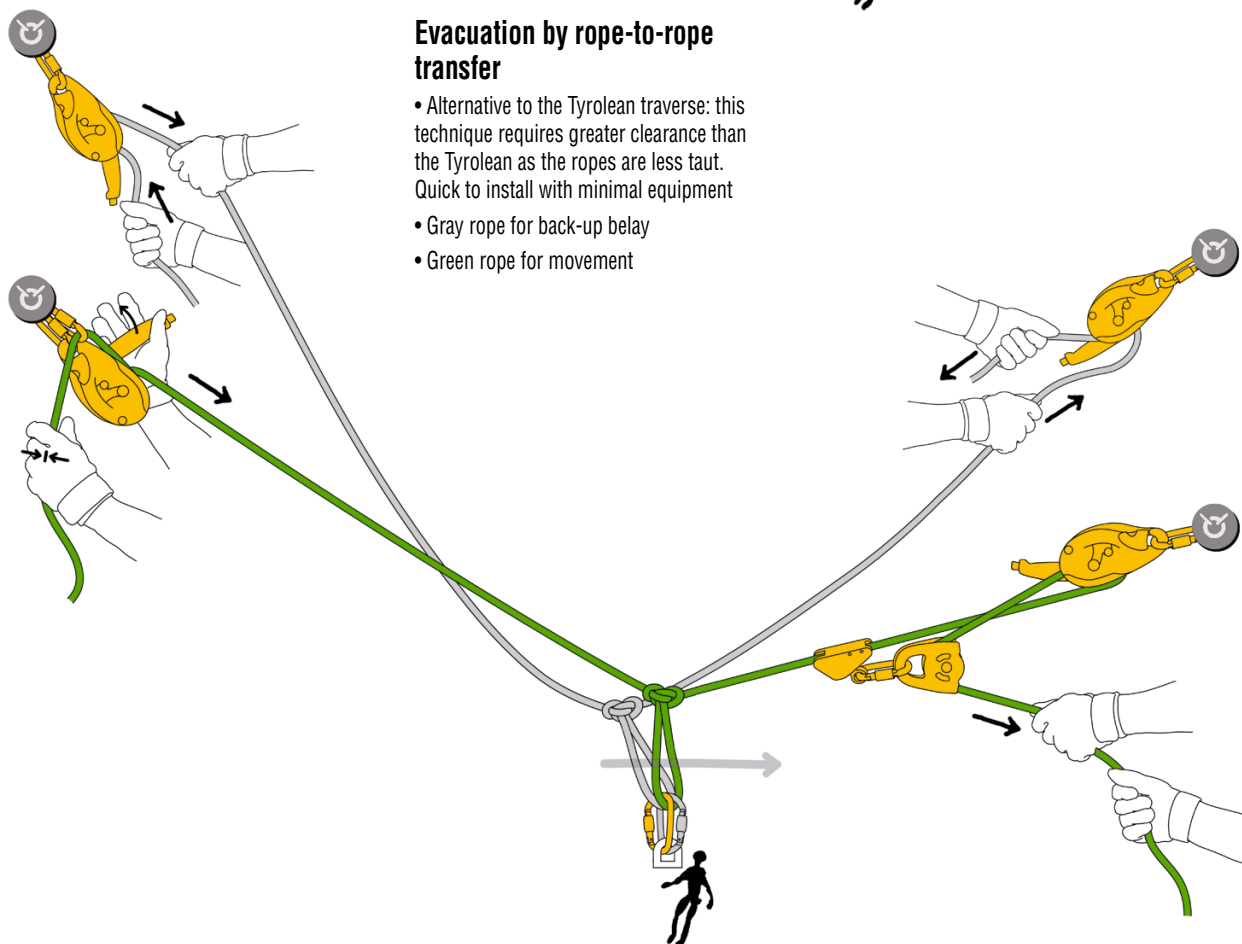 Evacuation by rope-to-rope
transfer
• Alternative to the Tyrolean traverse: this
technique requires greater clearance than
the Tyrolean as the ropes are less taut.
Quick to install with minimal equipment
• Gray rope for back-up belay
• Green rope for movement